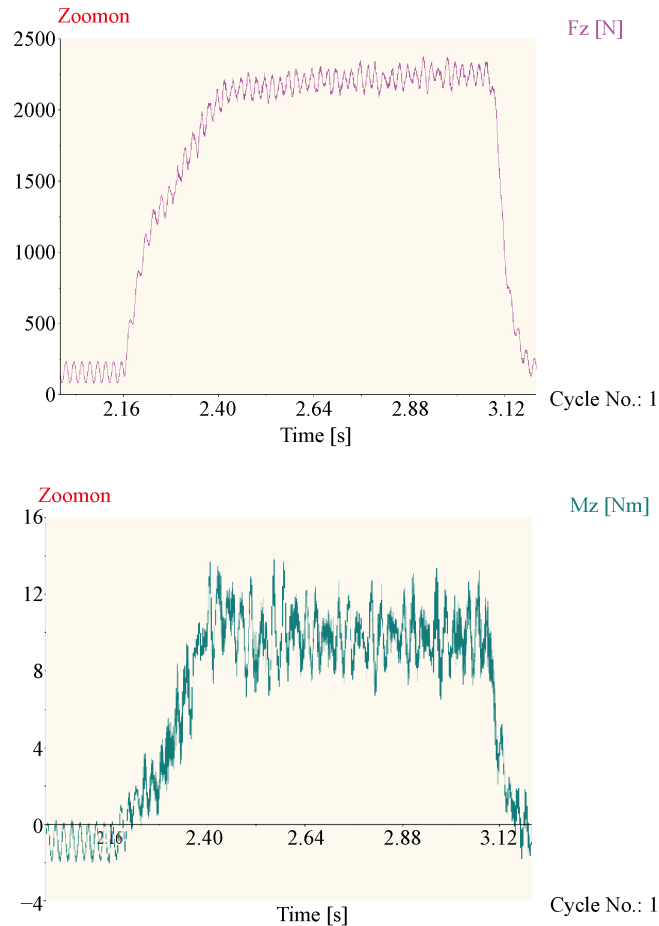 Zoomon
Fz [N]
2500
2000
1500
1000
500
0
2.16 2.40 2.64 2.88 3.12
Cycle No.: 1
Time [s]
Zoomon
Mz [Nm]
16
12
8
4
0
2.16 2.40 2.64 2.88 3.12
−4
Time [s]
Cycle No.: 1